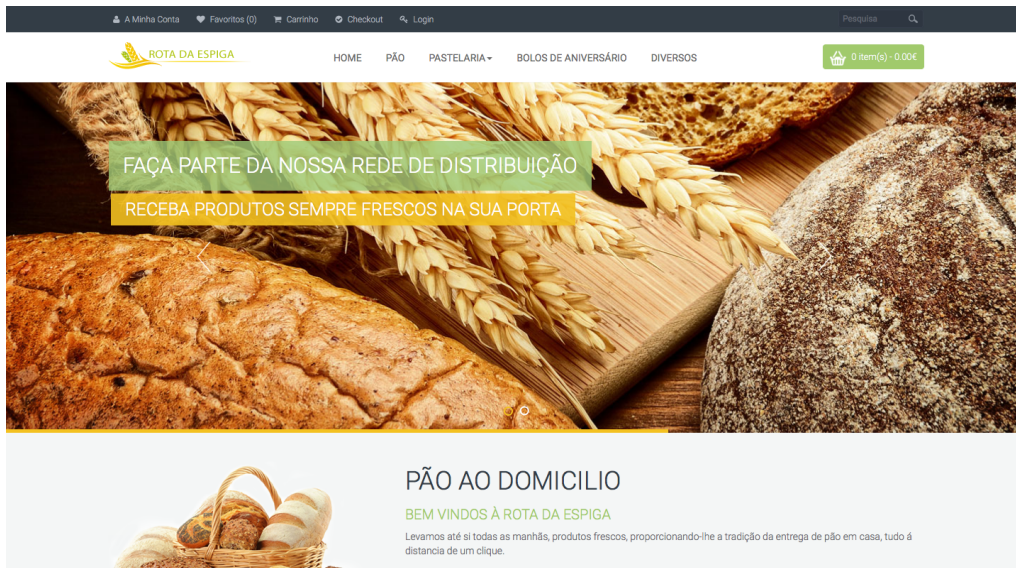 A Minha Conta Favoritos (0) Carrinho Checkout Login Pesquisa
ROTA DA ESPIGA HOME PÃO PASTELARIA BOLOS DE ANIVERSÁRIO DIVERSOS 0 item(s) - 0.00€
FAÇA PARTE DA NOSSA REDE DE DISTRIBUIÇÃO
RECEBA PRODUTOS SEMPRE FRESCOS NA SUA PORTA
PÃO AO DOMICILIO
BEM VINDOS À ROTA DA ESPIGA
Levamos até si todas as manhãs, produtos frescos, proporcionando-lhe a tradição da entrega de pão em casa, tudo á
distancia de um clique.